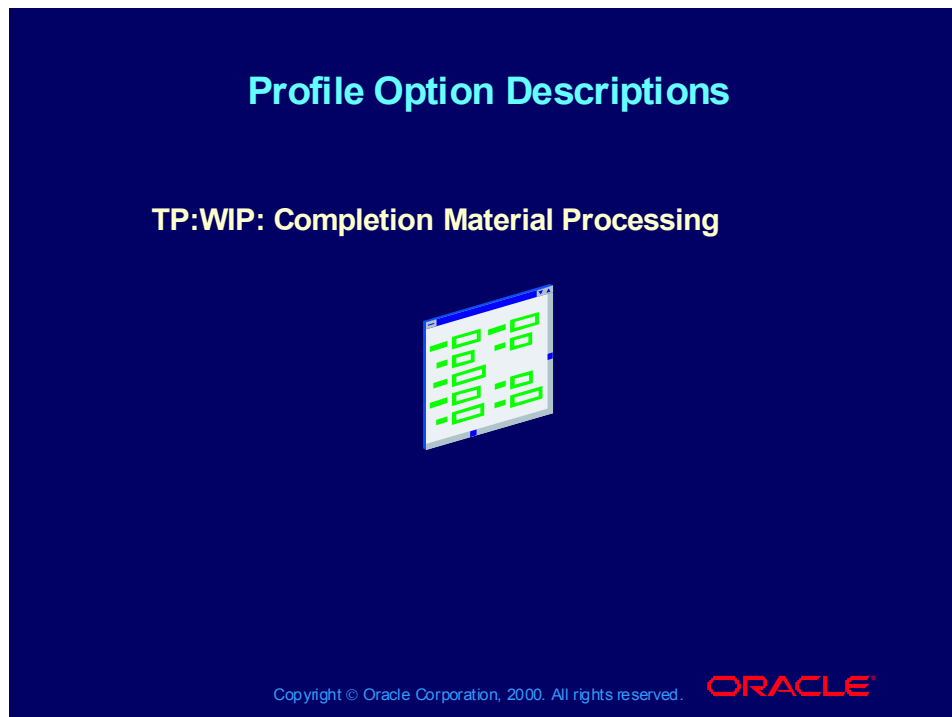 Profile Option Descriptions
TP:WIP: Completion Material Processing
Copyright © Oracle Corporation, 2000. All rights reserved.
ORACLE®